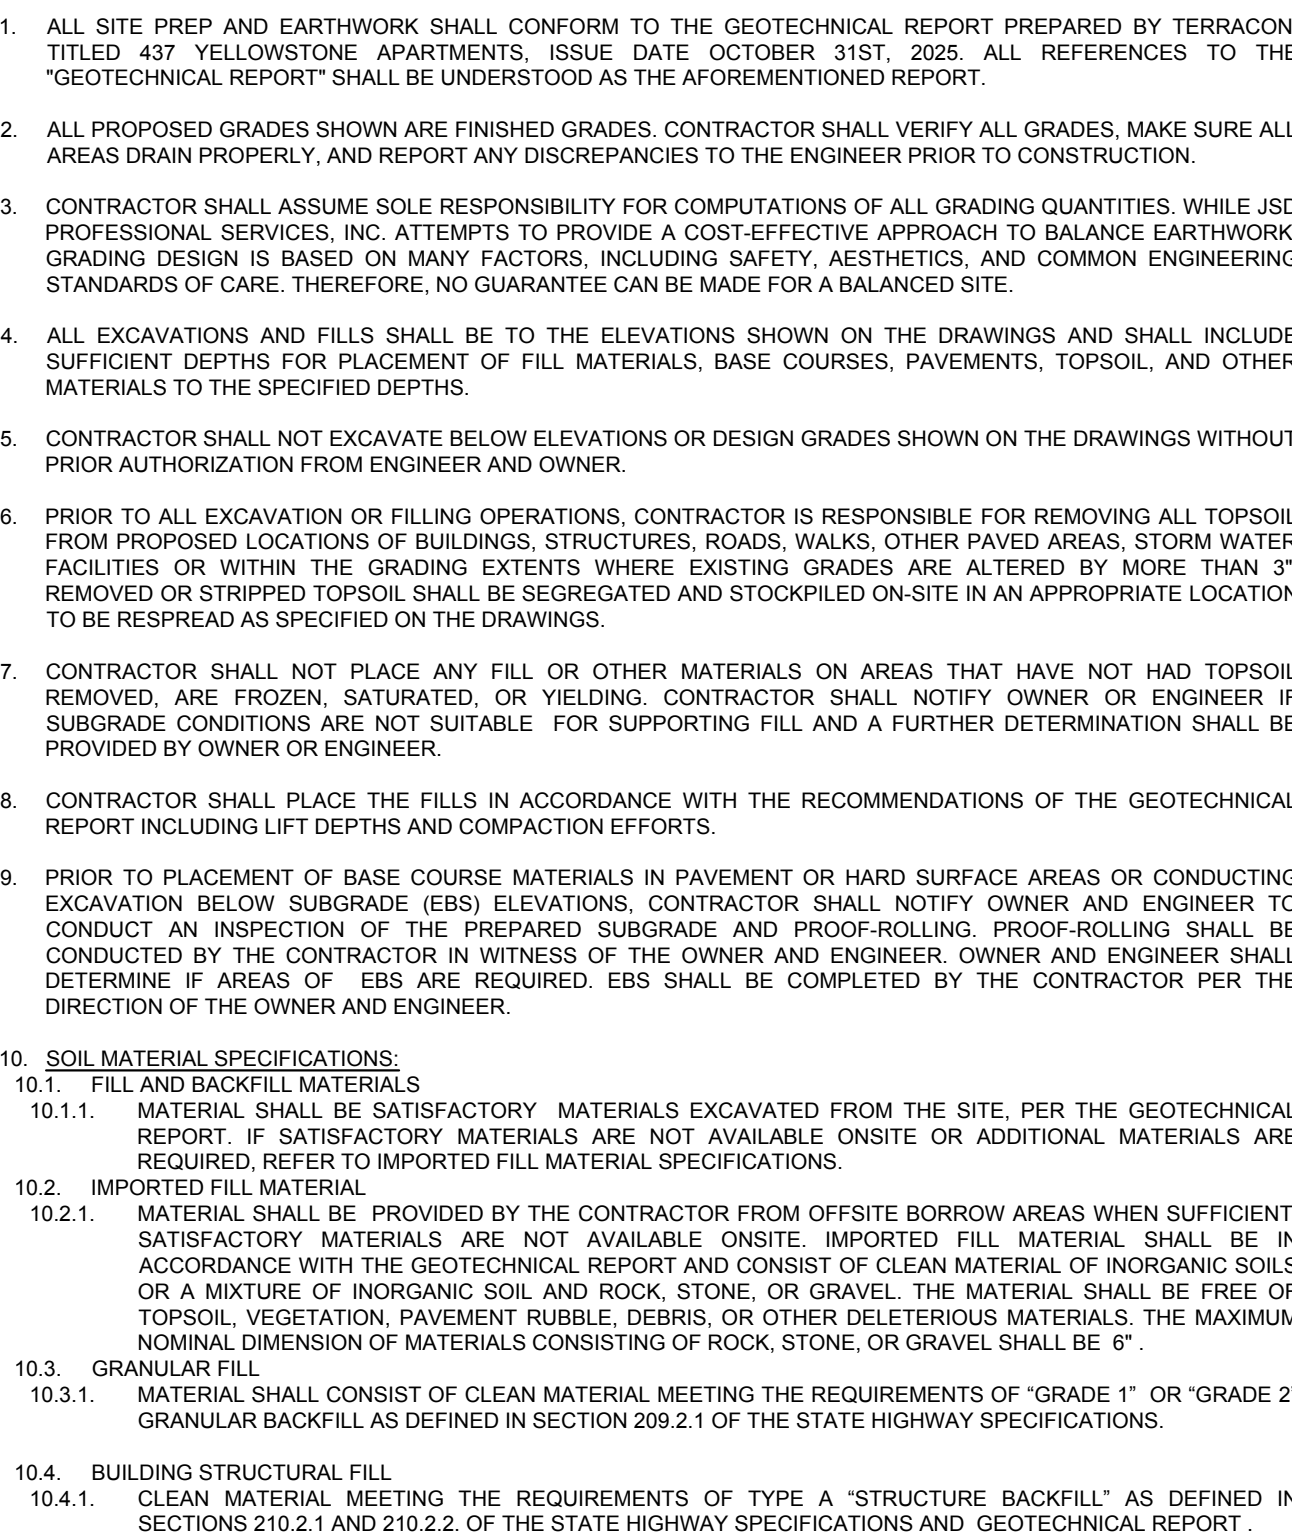 1. ALL SITE PREP AND EARTHWORK SHALL CONFORM TO THE GEOTECHNICAL REPORT PREPARED BY TERRACON
TITLED 437 YELLOWSTONE APARTMENTS, ISSUE DATE OCTOBER 31ST, 2025. ALL REFERENCES TO THE
"GEOTECHNICAL REPORT" SHALL BE UNDERSTOOD AS THE AFOREMENTIONED REPORT.
2. ALL PROPOSED GRADES SHOWN ARE FINISHED GRADES. CONTRACTOR SHALL VERIFY ALL GRADES, MAKE SURE ALL
AREAS DRAIN PROPERLY, AND REPORT ANY DISCREPANCIES TO THE ENGINEER PRIOR TO CONSTRUCTION.
3. CONTRACTOR SHALL ASSUME SOLE RESPONSIBILITY FOR COMPUTATIONS OF ALL GRADING QUANTITIES. WHILE JSD
PROFESSIONAL SERVICES, INC. ATTEMPTS TO PROVIDE A COST-EFFECTIVE APPROACH TO BALANCE EARTHWORK
GRADING DESIGN IS BASED ON MANY FACTORS, INCLUDING SAFETY, AESTHETICS, AND COMMON ENGINEERING
STANDARDS OF CARE. THEREFORE, NO GUARANTEE CAN BE MADE FOR A BALANCED SITE.
4. ALL EXCAVATIONS AND FILLS SHALL BE TO THE ELEVATIONS SHOWN ON THE DRAWINGS AND SHALL INCLUDE
SUFFICIENT DEPTHS FOR PLACEMENT OF FILL MATERIALS, BASE COURSES, PAVEMENTS, TOPSOIL, AND OTHER
MATERIALS TO THE SPECIFIED DEPTHS.
5. CONTRACTOR SHALL NOT EXCAVATE BELOW ELEVATIONS OR DESIGN GRADES SHOWN ON THE DRAWINGS WITHOUT
PRIOR AUTHORIZATION FROM ENGINEER AND OWNER.
6. PRIOR TO ALL EXCAVATION OR FILLING OPERATIONS, CONTRACTOR IS RESPONSIBLE FOR REMOVING ALL TOPSOIL
FROM PROPOSED LOCATIONS OF BUILDINGS, STRUCTURES, ROADS, WALKS, OTHER PAVED AREAS, STORM WATER
FACILITIES OR WITHIN THE GRADING EXTENTS WHERE EXISTING GRADES ARE ALTERED BY MORE THAN 3"
REMOVED OR STRIPPED TOPSOIL SHALL BE SEGREGATED AND STOCKPILED ON-SITE IN AN APPROPRIATE LOCATION
TO BE RESPREAD AS SPECIFIED ON THE DRAWINGS.
7. CONTRACTOR SHALL NOT PLACE ANY FILL OR OTHER MATERIALS ON AREAS THAT HAVE NOT HAD TOPSOIL
REMOVED, ARE FROZEN, SATURATED, OR YIELDING. CONTRACTOR SHALL NOTIFY OWNER OR ENGINEER IF
SUBGRADE CONDITIONS ARE NOT SUITABLE FOR SUPPORTING FILL AND A FURTHER DETERMINATION SHALL BE
PROVIDED BY OWNER OR ENGINEER.
8. CONTRACTOR SHALL PLACE THE FILLS IN ACCORDANCE WITH THE RECOMMENDATIONS OF THE GEOTECHNICAL
REPORT INCLUDING LIFT DEPTHS AND COMPACTION EFFORTS.
9. PRIOR TO PLACEMENT OF BASE COURSE MATERIALS IN PAVEMENT OR HARD SURFACE AREAS OR CONDUCTING
EXCAVATION BELOW SUBGRADE (EBS) ELEVATIONS, CONTRACTOR SHALL NOTIFY OWNER AND ENGINEER TO
CONDUCT AN INSPECTION OF THE PREPARED SUBGRADE AND PROOF-ROLLING. PROOF-ROLLING SHALL BE
CONDUCTED BY THE CONTRACTOR IN WITNESS OF THE OWNER AND ENGINEER. OWNER AND ENGINEER SHALL
DETERMINE IF AREAS OF EBS ARE REQUIRED. EBS SHALL BE COMPLETED BY THE CONTRACTOR PER THE
DIRECTION OF THE OWNER AND ENGINEER.
10. SOIL MATERIAL SPECIFICATIONS:
10.1. FILL AND BACKFILL MATERIALS
10.1.1. MATERIAL SHALL BE SATISFACTORY MATERIALS EXCAVATED FROM THE SITE, PER THE GEOTECHNICAL
REPORT. IF SATISFACTORY MATERIALS ARE NOT AVAILABLE ONSITE OR ADDITIONAL MATERIALS ARE
REQUIRED, REFER TO IMPORTED FILL MATERIAL SPECIFICATIONS.
10.2. IMPORTED FILL MATERIAL
10.2.1. MATERIAL SHALL BE PROVIDED BY THE CONTRACTOR FROM OFFSITE BORROW AREAS WHEN SUFFICIENT
SATISFACTORY MATERIALS ARE NOT AVAILABLE ONSITE. IMPORTED FILL MATERIAL SHALL BE IN
ACCORDANCE WITH THE GEOTECHNICAL REPORT AND CONSIST OF CLEAN MATERIAL OF INORGANIC SOILS
OR A MIXTURE OF INORGANIC SOIL AND ROCK, STONE, OR GRAVEL. THE MATERIAL SHALL BE FREE OF
TOPSOIL, VEGETATION, PAVEMENT RUBBLE, DEBRIS, OR OTHER DELETERIOUS MATERIALS. THE MAXIMUM
NOMINAL DIMENSION OF MATERIALS CONSISTING OF ROCK, STONE, OR GRAVEL SHALL BE 6" .
10.3. GRANULAR FILL
10.3.1. MATERIAL SHALL CONSIST OF CLEAN MATERIAL MEETING THE REQUIREMENTS OF “GRADE 1” OR “GRADE 2”
GRANULAR BACKFILL AS DEFINED IN SECTION 209.2.1 OF THE STATE HIGHWAY SPECIFICATIONS.
10.4. BUILDING STRUCTURAL FILL
10.4.1. CLEAN MATERIAL MEETING THE REQUIREMENTS OF TYPE A “STRUCTURE BACKFILL” AS DEFINED IN
SECTIONS 210.2.1 AND 210.2.2. OF THE STATE HIGHWAY SPECIFICATIONS AND GEOTECHNICAL REPORT .